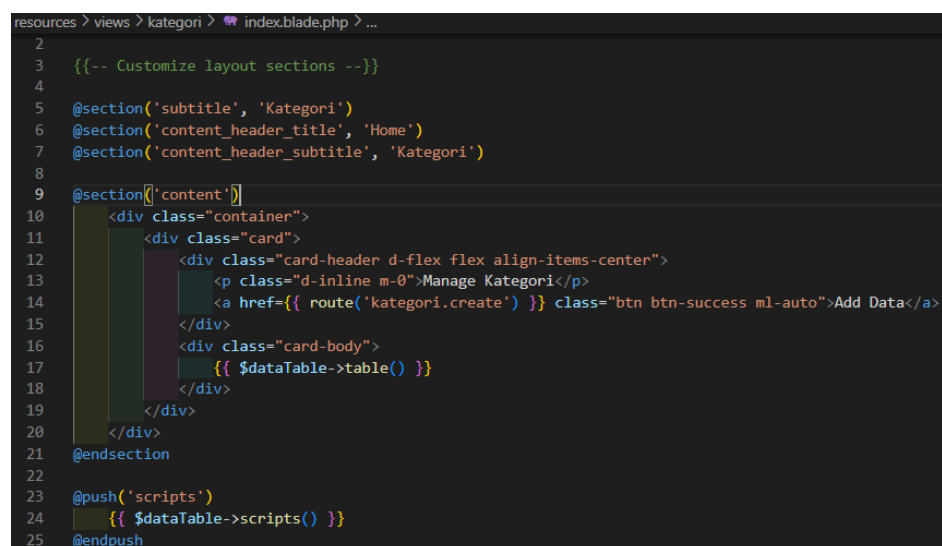 resources > views > kategori > index.blade.php > ...
2
3 {{-- Customize layout sections --}}
4
5 @section('subtitle', 'Kategori')
6 @section('content_header_title', 'Home')
7 @section('content_header_subtitle', 'Kategori')
8
9 @section('content')
10 <div class="container">
11 <div class="card">
12 <div class="card-header d-flex flex align-items-center">
13 <p class="d-inline m-0">Manage Kategori</p>
14 <a href={{ route('kategori.create') }} class="btn btn-success ml-auto">Add Data</a>
15 </div>
16 <div class="card-body">
17 {{ $dataTable->table() }}
18 </div>
19 </div>
20 </div>
21 @endsection
22
23 @push('scripts')
24 {{ $dataTable->scripts() }}
25 @endpush